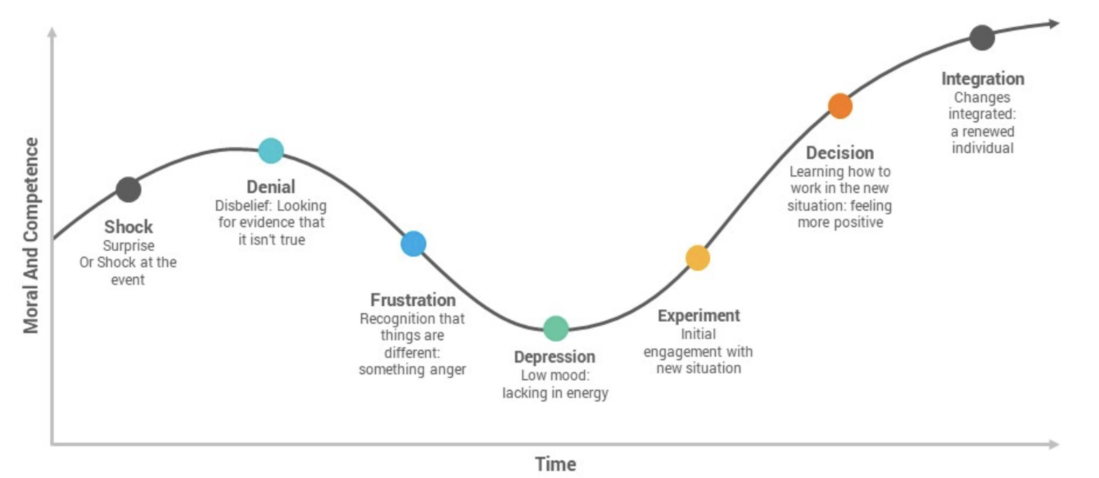 Moral And Competence
Shock
Surprise
Or Shock at the
event
Denial
Disbelief: Looking
for evidence that
it isn't true
Frustration
Recognition that
things are
different:
something anger
Depression
Low mood:
lacking in energy
Experiment
Initial
engagement with
new situation
Decision
Learning how to
work in the new
situation: feeling
more positive
Integration
Changes
integrated:
a renewed
individual
Time